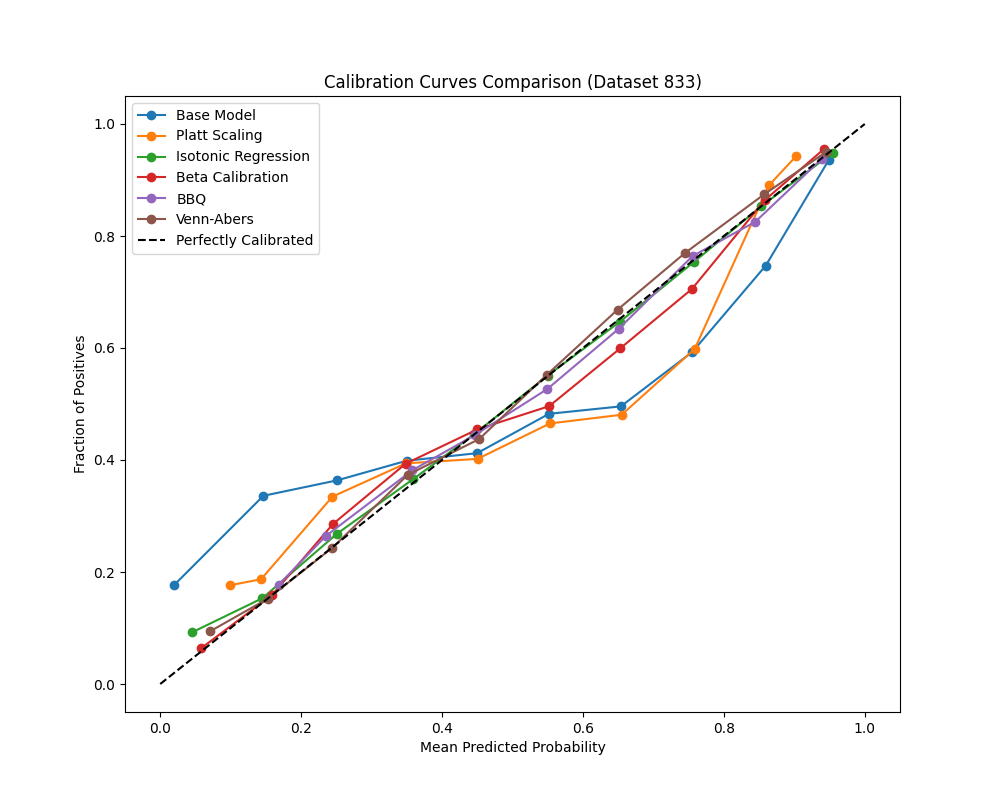 Calibration Curves Comparison (Dataset 833)
Base Model
Platt Scaling
Isotonic Regression
Beta Calibration
BBQ
Venn-Abers
Perfectly Calibrated
1.0
0.8
0.6
0.4
0.2
0.0
Fraction of Positives
0.0 0.2 0.4 0.6 0.8 1.0
Mean Predicted Probability